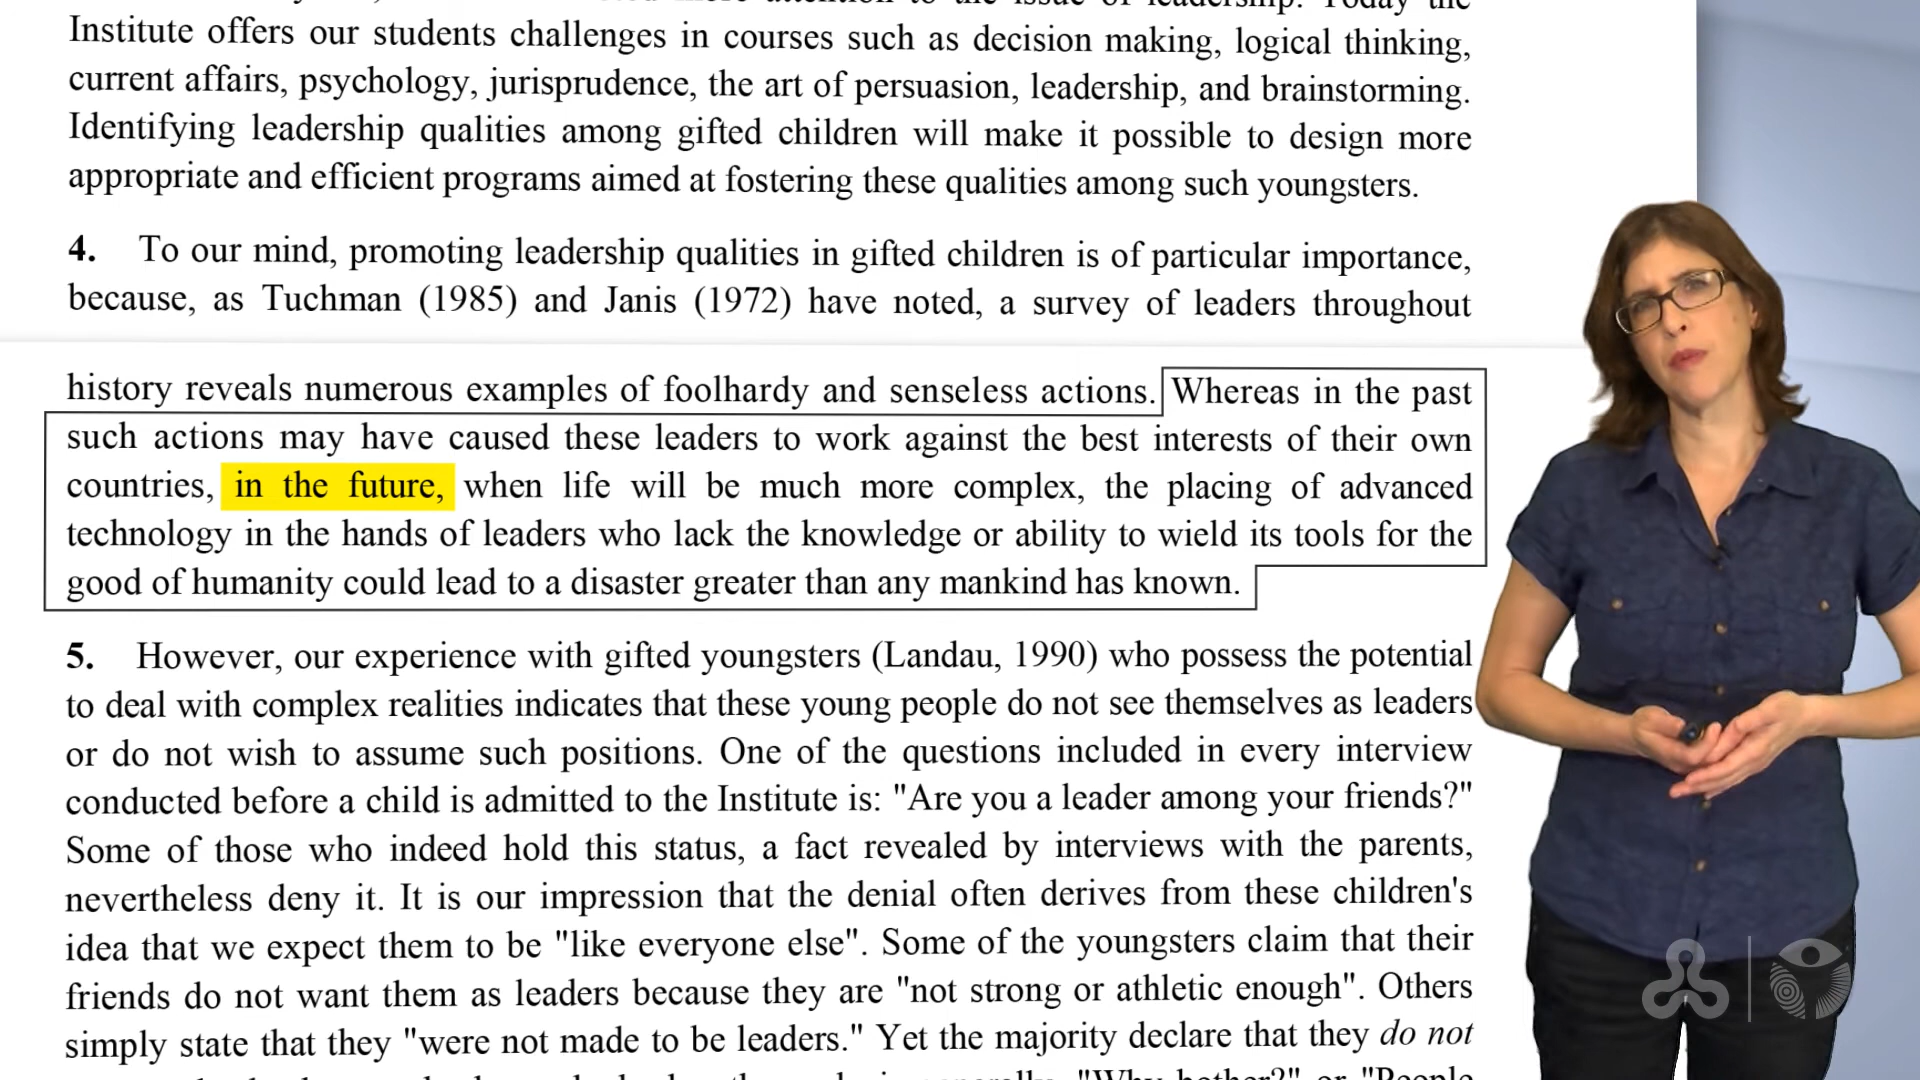 more attention to the issue of leadership. Today the
Institute offers our students challenges in courses such as decision making, logical thinking,
current affairs, psychology, jurisprudence, the art of persuasion, leadership, and brainstorming.
Identifying leadership qualities among gifted children will make it possible to design more
appropriate and efficient programs aimed at fostering these qualities among such youngsters.
4. To our mind, promoting leadership qualities in gifted children is of particular importance,
because, as Tuchman (1985) and Janis (1972) have noted, a survey of leaders throughout
history reveals numerous examples of foolhardy and senseless actions. Whereas in the past
such actions may have caused these leaders to work against the best interests of their own
countries, in the future, when life will be much more complex, the placing of advanced
technology in the hands of leaders who lack the knowledge or ability to wield its tools for the
good of humanity could lead to a disaster greater than any mankind has known.
5. However, our experience with gifted youngsters (Landau, 1990) who possess the potential
to deal with complex realities indicates that these young people do not see themselves as leaders
or do not wish to assume such positions. One of the questions included in every interview
conducted before a child is admitted to the Institute is: "Are you a leader among your friends?"
Some of those who indeed hold this status, a fact revealed by interviews with the parents,
nevertheless deny it. It is our impression that the denial often derives from these children's
idea that we expect them to be "like everyone else". Some of the youngsters claim that their
friends do not want them as leaders because they are "not strong or athletic enough". Others
simply state that they "were not made to be leaders." Yet the majority declare that they do not
"Why bother?" or "People